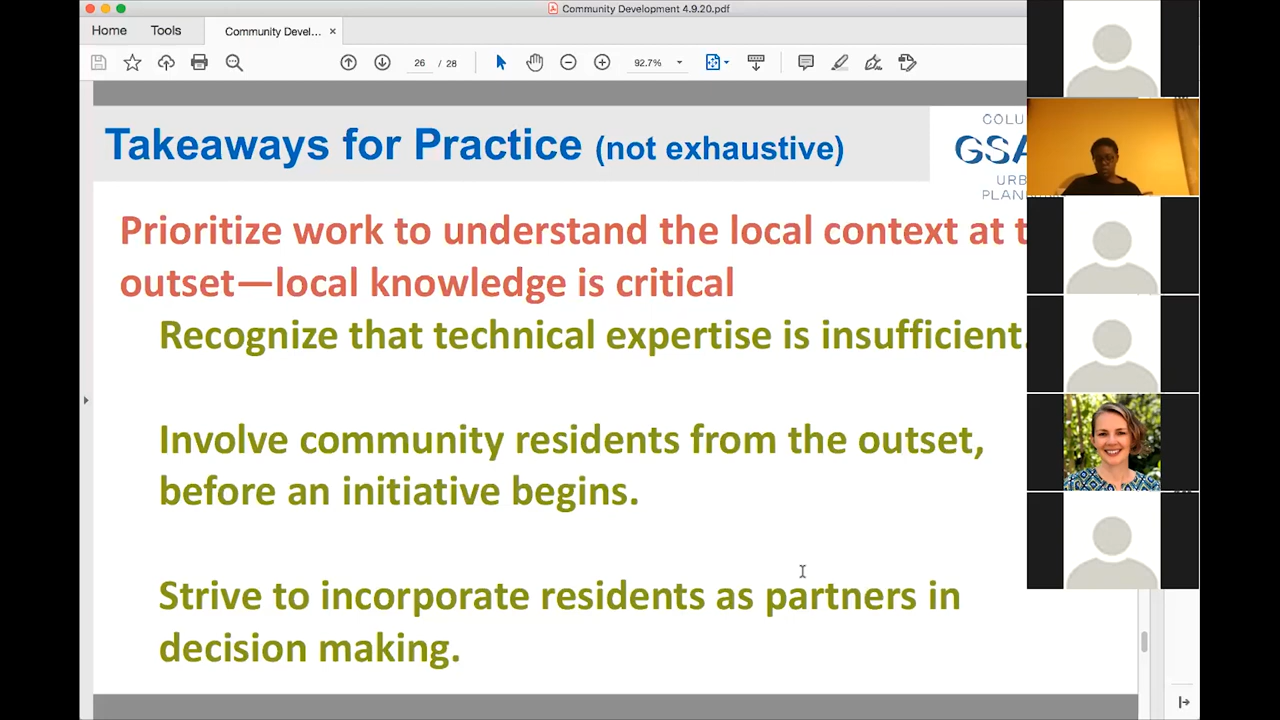 Community Development 4.9.20.pdf
Home Tools Community Devel... ×
26 / 28 92.7%
Takeaways for Practice (not exhaustive)
COLU
GSA
URB
PLAN
Prioritize work to understand the local context at t
outset—local knowledge is critical
Recognize that technical expertise is insufficient.
Involve community residents from the outset,
before an initiative begins.
Strive to incorporate residents as partners in
decision making.